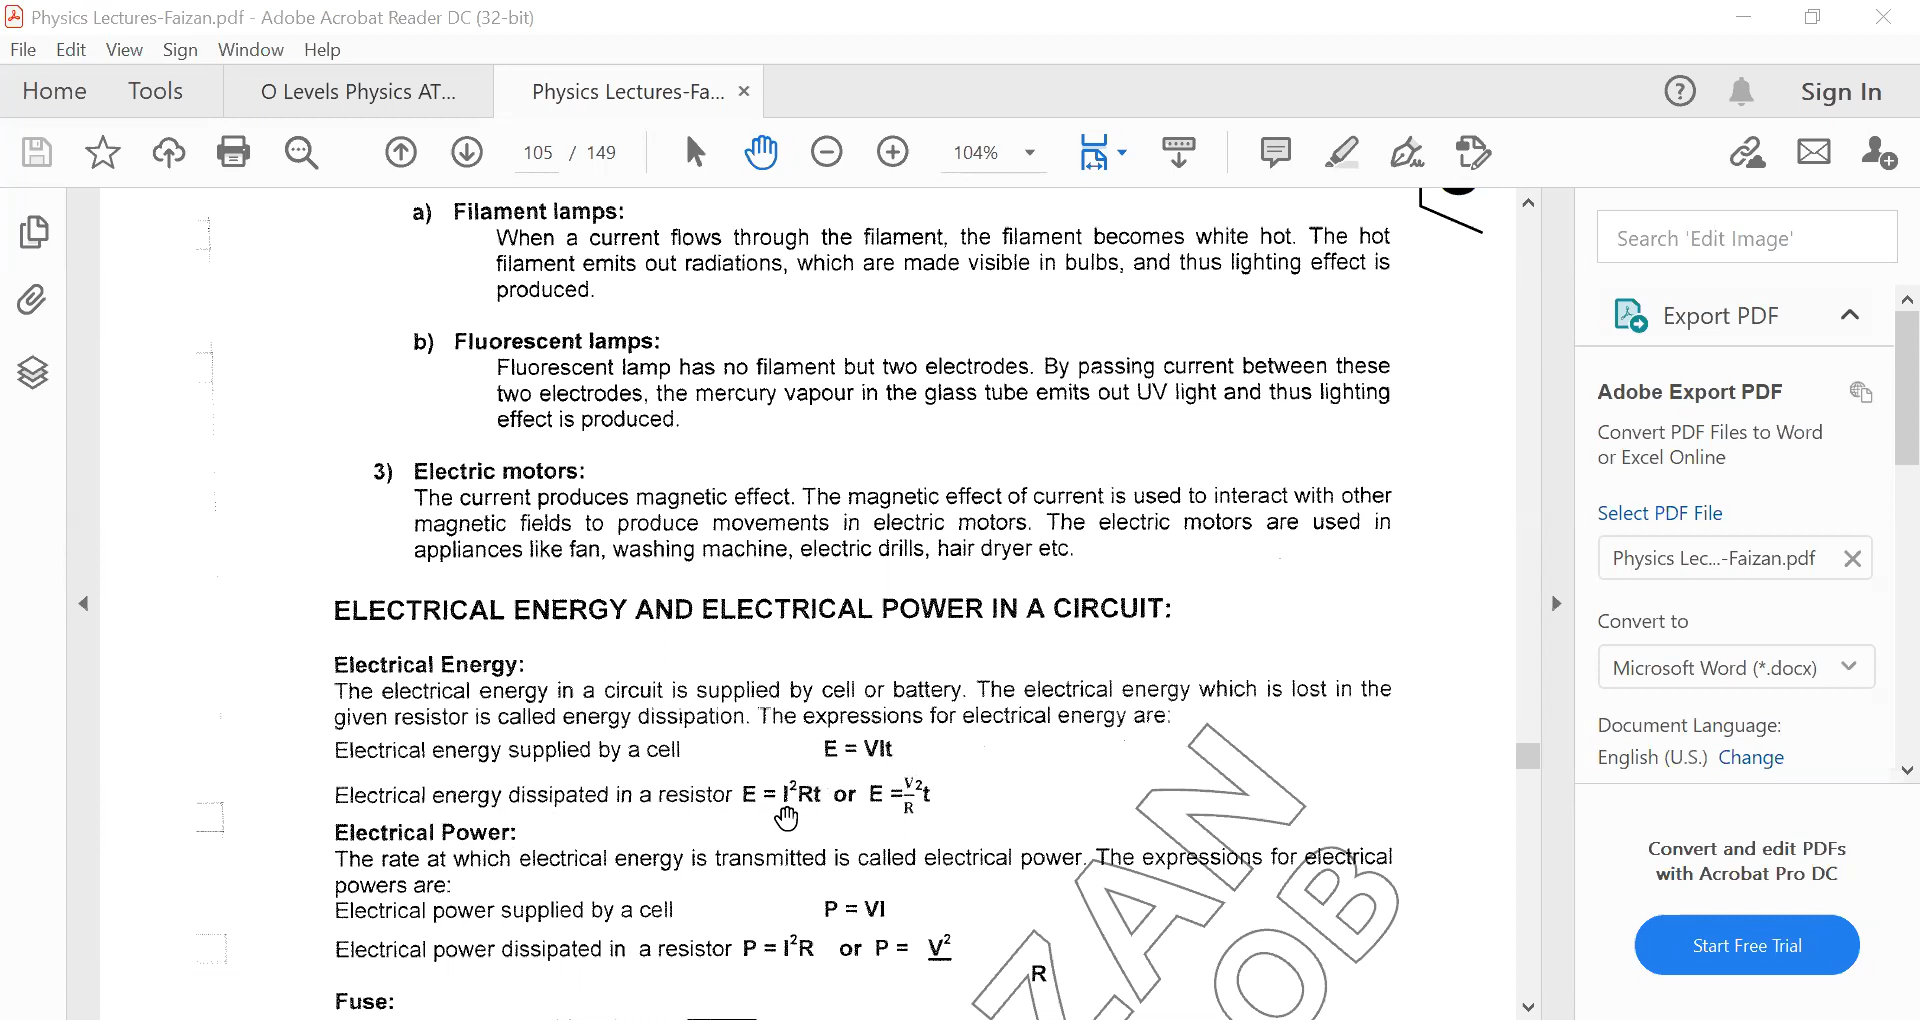 Physics Lectures-Faizan.pdf - Adobe Acrobat Reader DC (32-bit)
File Edit View Sign Window Help
Home Tools O Levels Physics AT... Physics Lectures-Fa... Sign In
105 / 149 104%
a) Filament lamps:
When a current flows through the filament, the filament becomes white hot. The hot
filament emits out radiations, which are made visible in bulbs, and thus lighting effect is
produced.
b) Fluorescent lamps:
Fluorescent lamp has no filament but two electrodes. By passing current between these
two electrodes, the mercury vapour in the glass tube emits out UV light and thus lighting
effect is produced.
3) Electric motors:
The current produces magnetic effect. The magnetic effect of current is used to interact with other
magnetic fields to produce movements in electric motors. The electric motors are used in
appliances like fan, washing machine, electric drills, hair dryer etc.
ELECTRICAL ENERGY AND ELECTRICAL POWER IN A CIRCUIT:
Electrical Energy:
The electrical energy in a circuit is supplied by cell or battery. The electrical energy which is lost in the
given resistor is called energy dissipation. The expressions for electrical energy are:
Electrical energy supplied by a cell E = VIt
Electrical energy dissipated in a resistor E = I²Rt or E = V²/R t
Electrical Power:
The rate at which electrical energy is transmitted is called electrical power. The expressions for electrical
powers are:
Electrical power supplied by a cell P = VI
Electrical power dissipated in a resistor P = I²R or P = V²
R
Fuse:
ZAN
OB
Search 'Edit Image'
Export PDF
Adobe Export PDF
Convert PDF Files to Word
or Excel Online
Select PDF File
Physics Lec...-Faizan.pdf
Convert to
Microsoft Word (*.docx)
Document Language:
English (U.S.) Change
Convert and edit PDFs
with Acrobat Pro DC
Start Free Trial